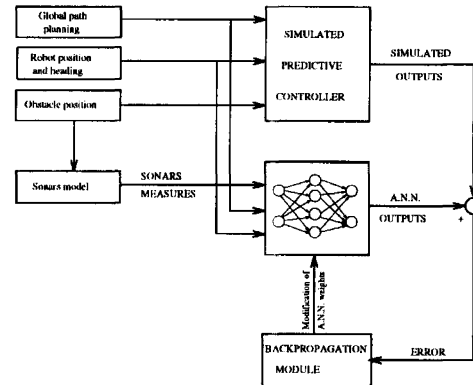 Global path
planning
Robot position
and heading
Obstacle position
Sonars model
SONARS
MEASURES
SIMULATED
PREDICTIVE
CONTROLLER
SIMULATED
OUTPUTS
A.N.N.
OUTPUTS
+
Modification of
A.N.N. weights
BACKPROPAGATION
MODULE
ERROR